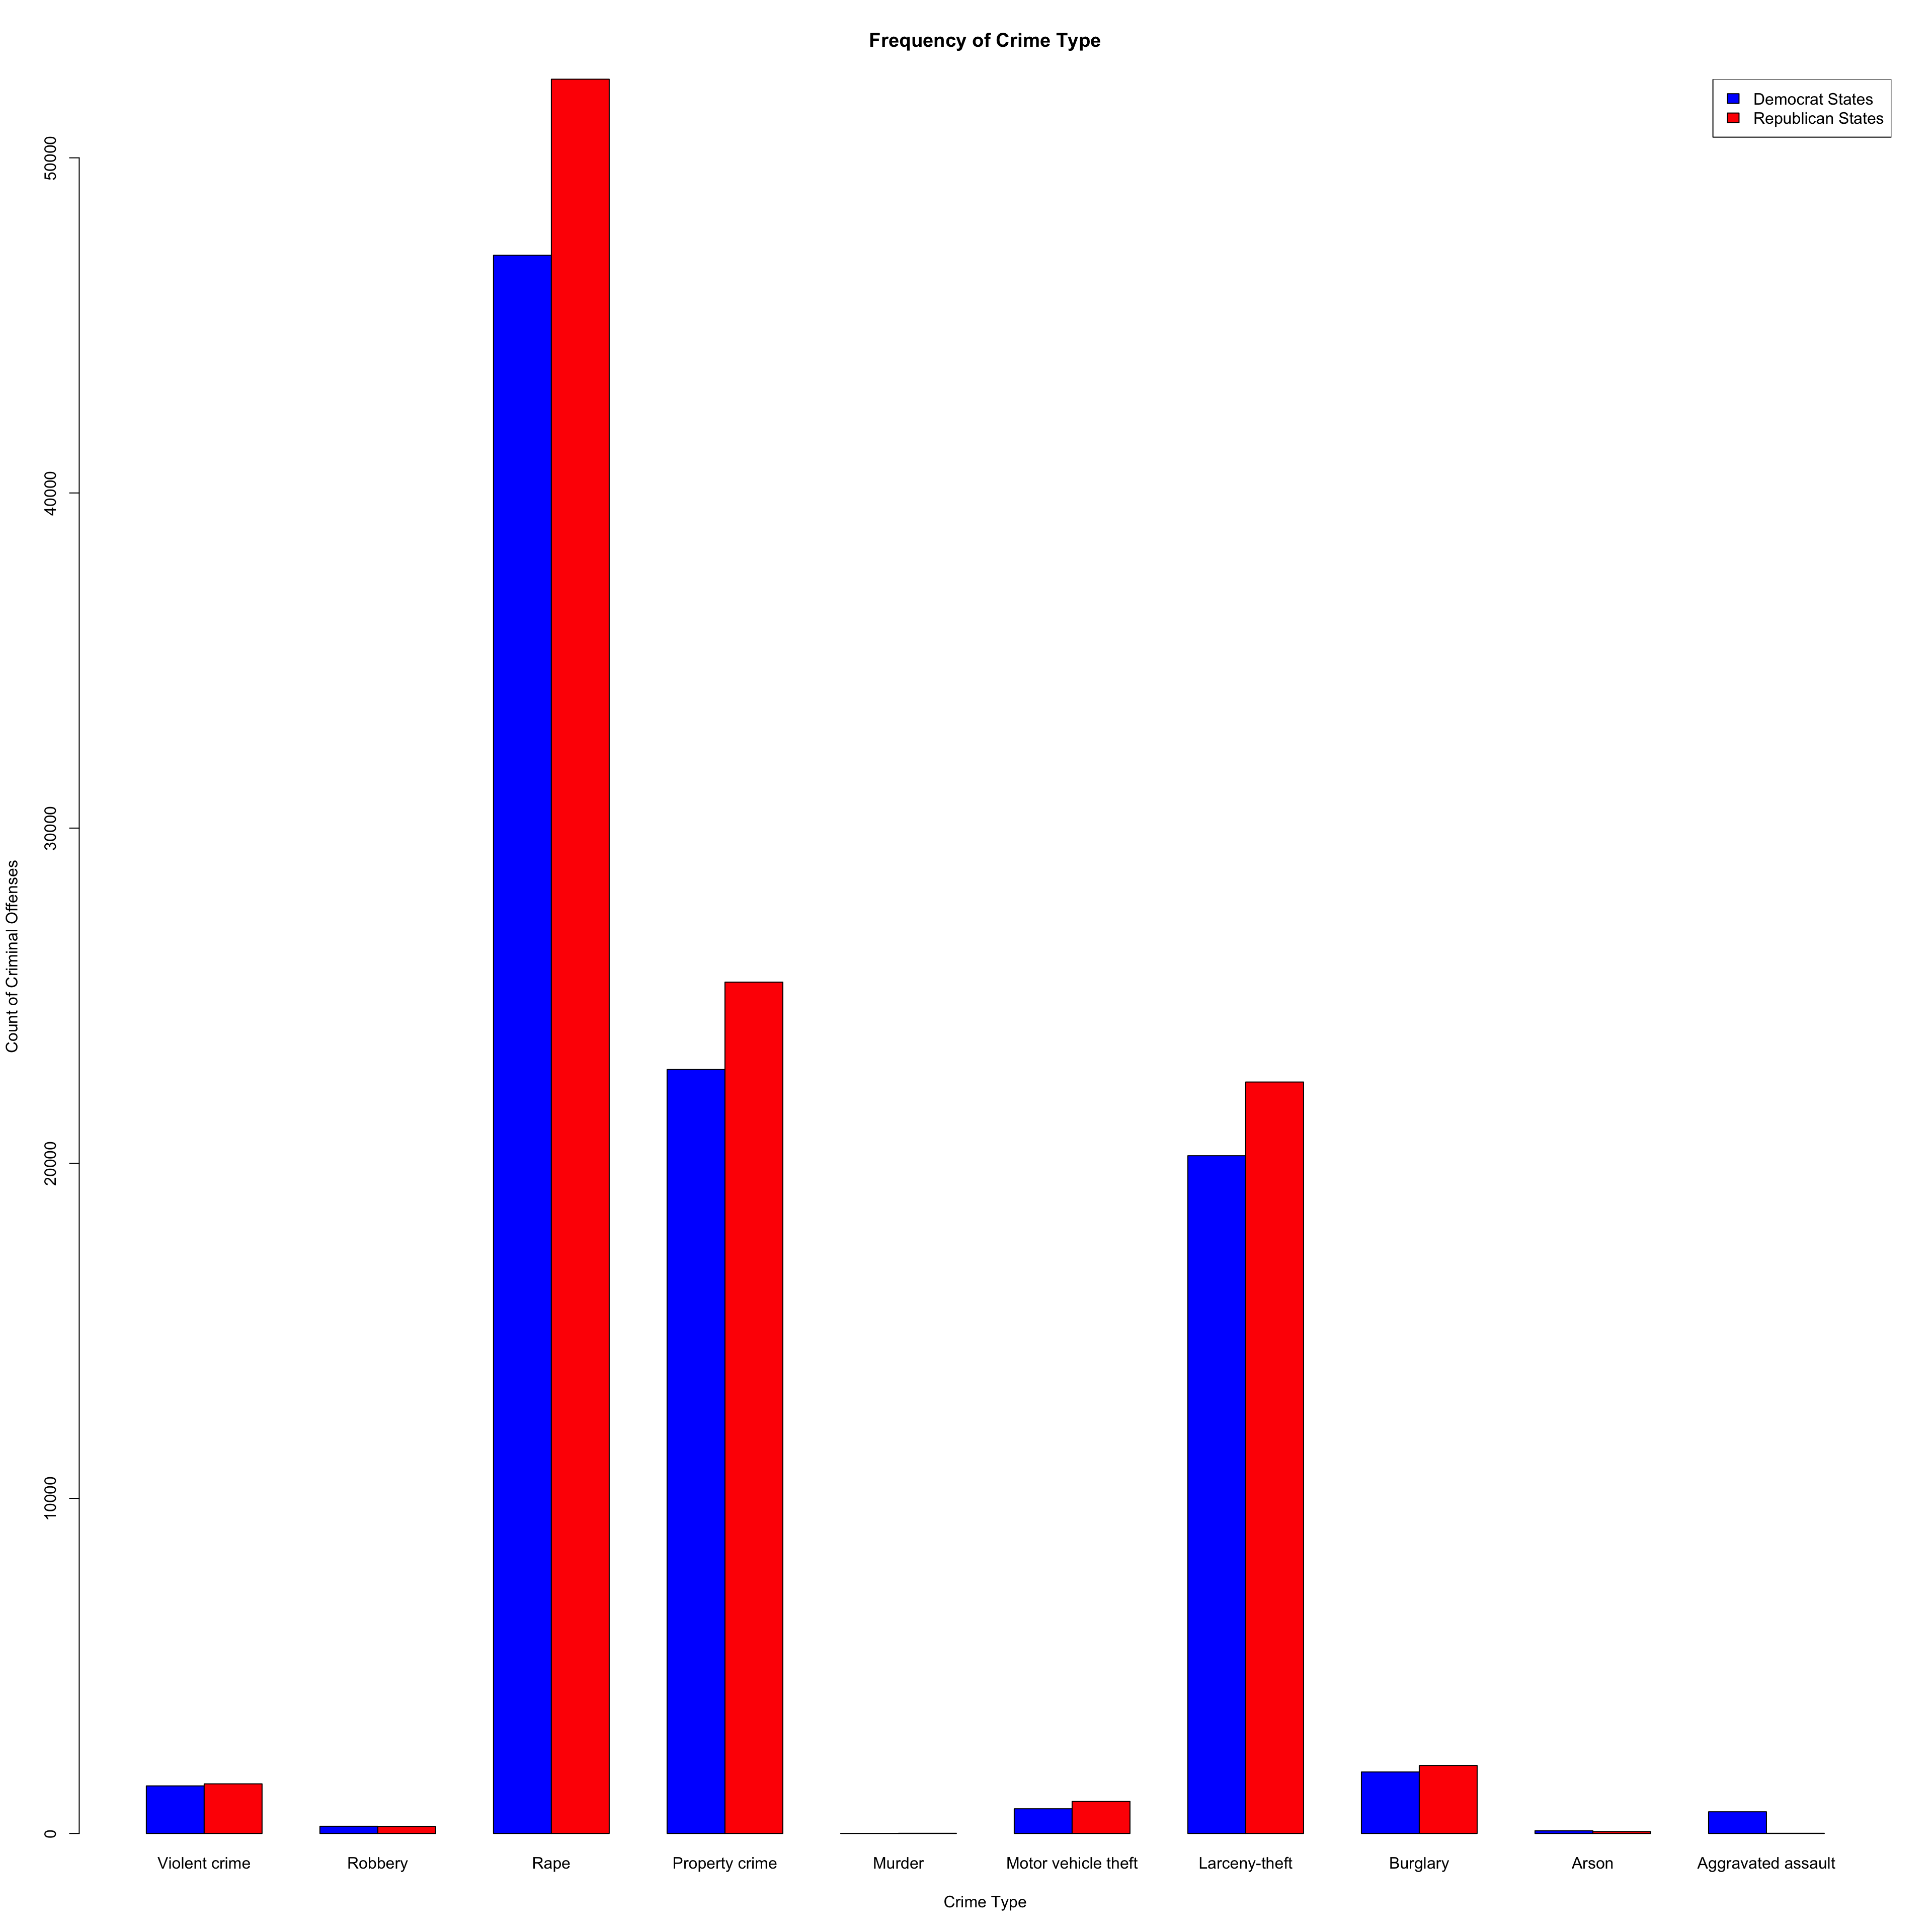 Frequency of Crime Type
Democrat States
Republican States
Count of Criminal Offenses
50000
40000
30000
20000
10000
0
Violent crime
Robbery
Rape
Property crime
Murder
Motor vehicle theft
Larceny-theft
Burglary
Arson
Aggravated assault
Crime Type